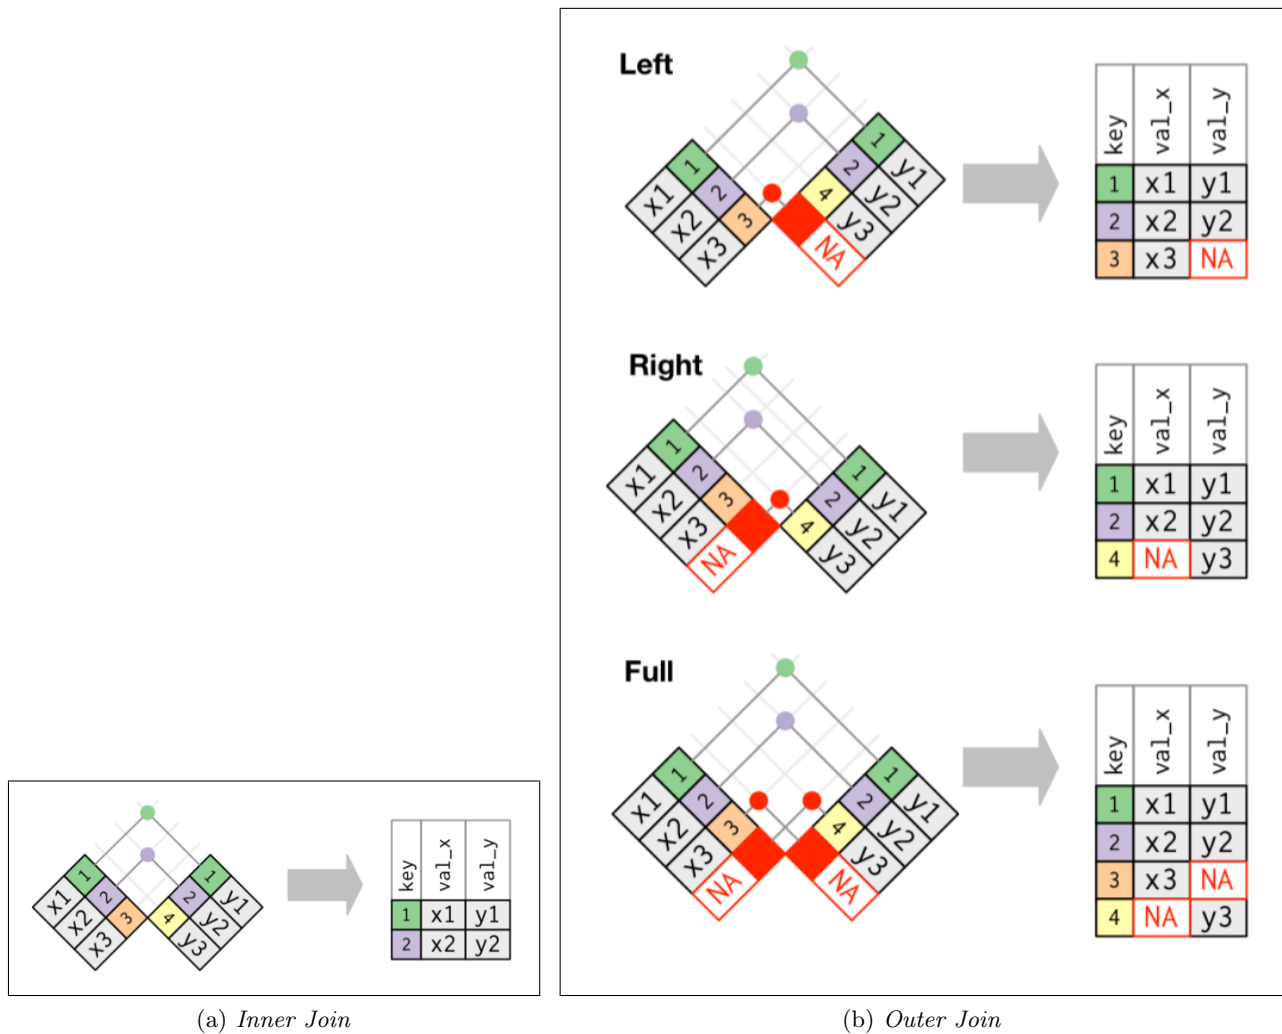 Left
1
2
3
x1
x2
x3
1
2
4
y1
y2
y3
NA
key val_x val_y
1 x1 y1
2 x2 y2
3 x3 NA
Right
1
2
3
x1
x2
x3
NA
1
2
4
y1
y2
y3
key val_x val_y
1 x1 y1
2 x2 y2
4 NA y3
Full
1
2
3
x1
x2
x3
NA
1
2
4
y1
y2
y3
NA
key val_x val_y
1 x1 y1
2 x2 y2
3 x3 NA
4 NA y3
1
2
3
x1
x2
x3
1
2
4
y1
y2
y3
key val_x val_y
1 x1 y1
2 x2 y2
(a) Inner Join
(b) Outer Join